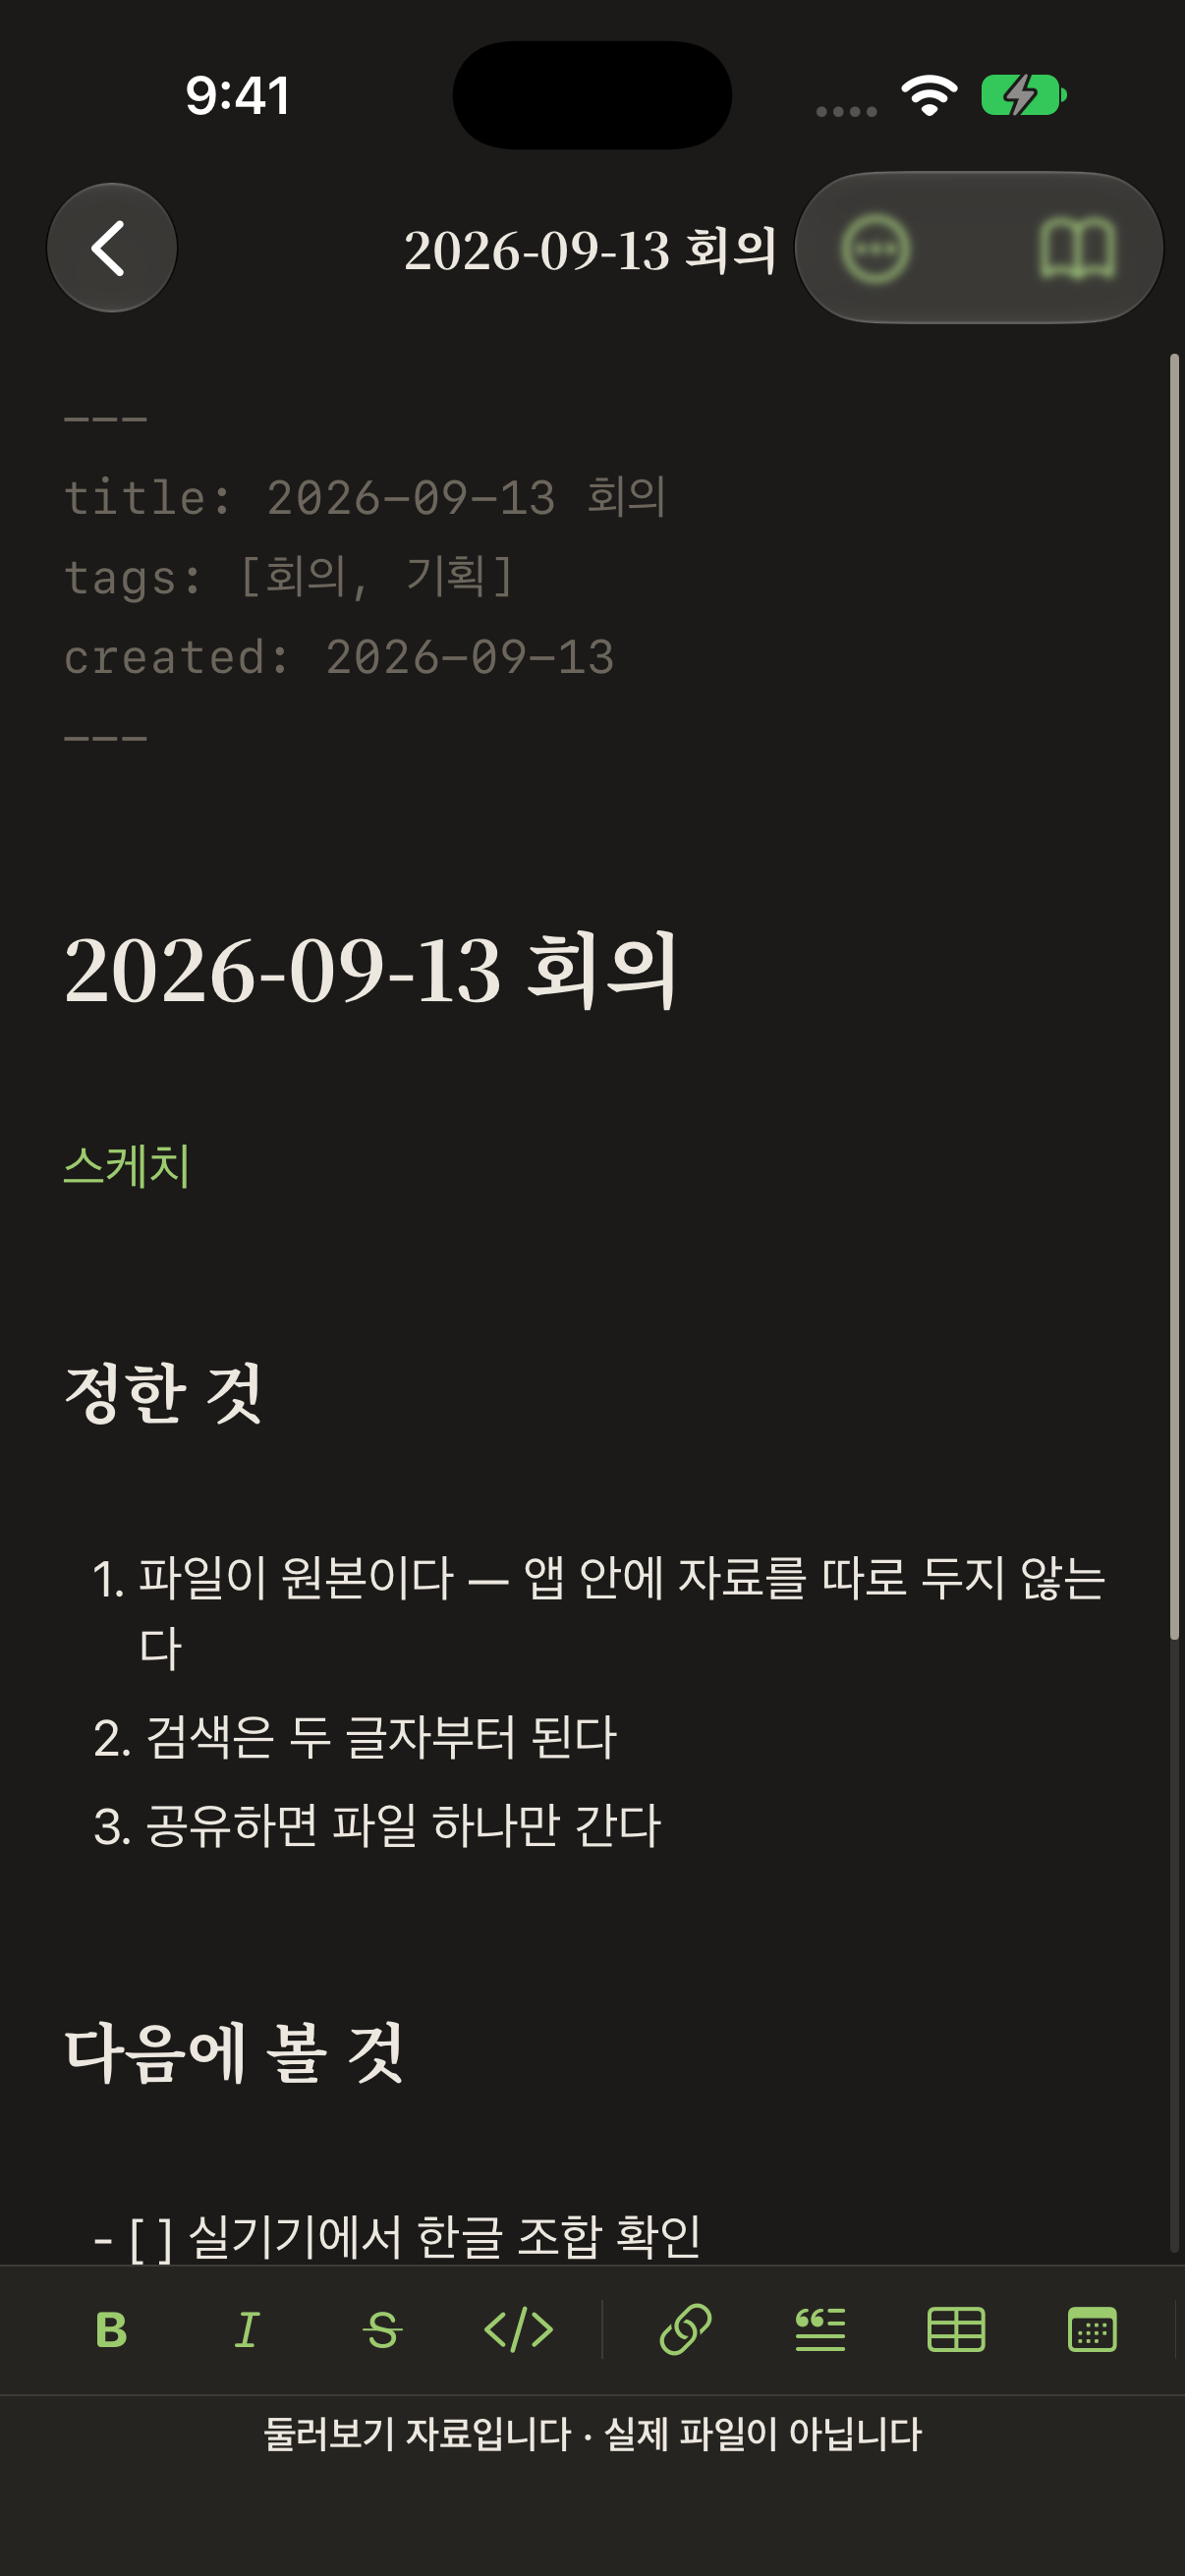 9:41
2026-09-13 회의
---
title: 2026-09-13 회의
tags: [회의, 기획]
created: 2026-09-13
---
2026-09-13 회의
스케치
정한 것
1. 파일이 원본이다 — 앱 안에 자료를 따로 두지 않는
다
2. 검색은 두 글자부터 된다
3. 공유하면 파일 하나만 간다
다음에 볼 것
- [ ] 실기기에서 한글 조합 확인
B I S </>
둘러보기 자료입니다 · 실제 파일이 아닙니다